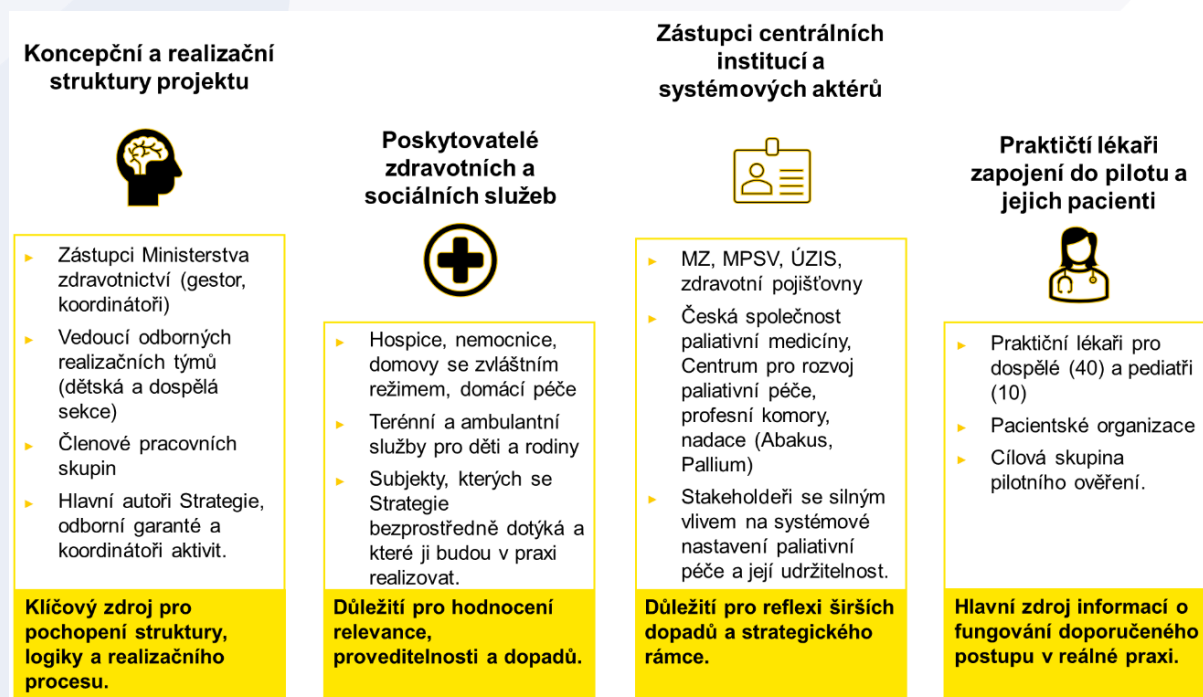 Koncepční a realizační
struktury projektu
Zástupci Ministerstva
zdravotnictví (gestor,
koordinátoři)
Vedoucí odborných
realizačních týmů
(dětská a dospělá
sekce)
Členové pracovních
skupin
Hlavní autoři Strategie,
odborní garanté a
koordinátoři aktivit.
Klíčový zdroj pro
pochopení struktury,
logiky a realizačního
procesu.
Poskytovatelé
zdravotních a
sociálních služeb
Hospice, nemocnice,
domovy se zvláštním
režimem, domácí péče
Terénní a ambulantní
služby pro děti a rodiny
Subjekty, kterých se
Strategie
bezprostředně dotýká a
které ji budou v praxi
realizovat.
Důležití pro hodnocení
relevance,
proveditelnosti a dopadů.
Zástupci centrálních
institucí a
systémových aktérů
MZ, MPSV, ÚZIS,
zdravotní pojišťovny
Česká společnost
paliativní medicíny,
Centrum pro rozvoj
paliativní péče,
profesní komory,
nadace (Abakus,
Pallium)
Stakeholdeři se silným
vlivem na systémové
nastavení paliativní
péče a její udržitelnost.
Důležití pro reflexi širších
dopadů a strategického
rámce.
Praktičtí lékaři
zapojení do pilotu a
jejich pacienti
Praktiční lékaři pro
dospělé (40) a pediatři
(10)
Pacientské organizace
Cílová skupina
pilotního ověření.
Hlavní zdroj informací o
fungování doporučeného
postupu v reálné praxi.